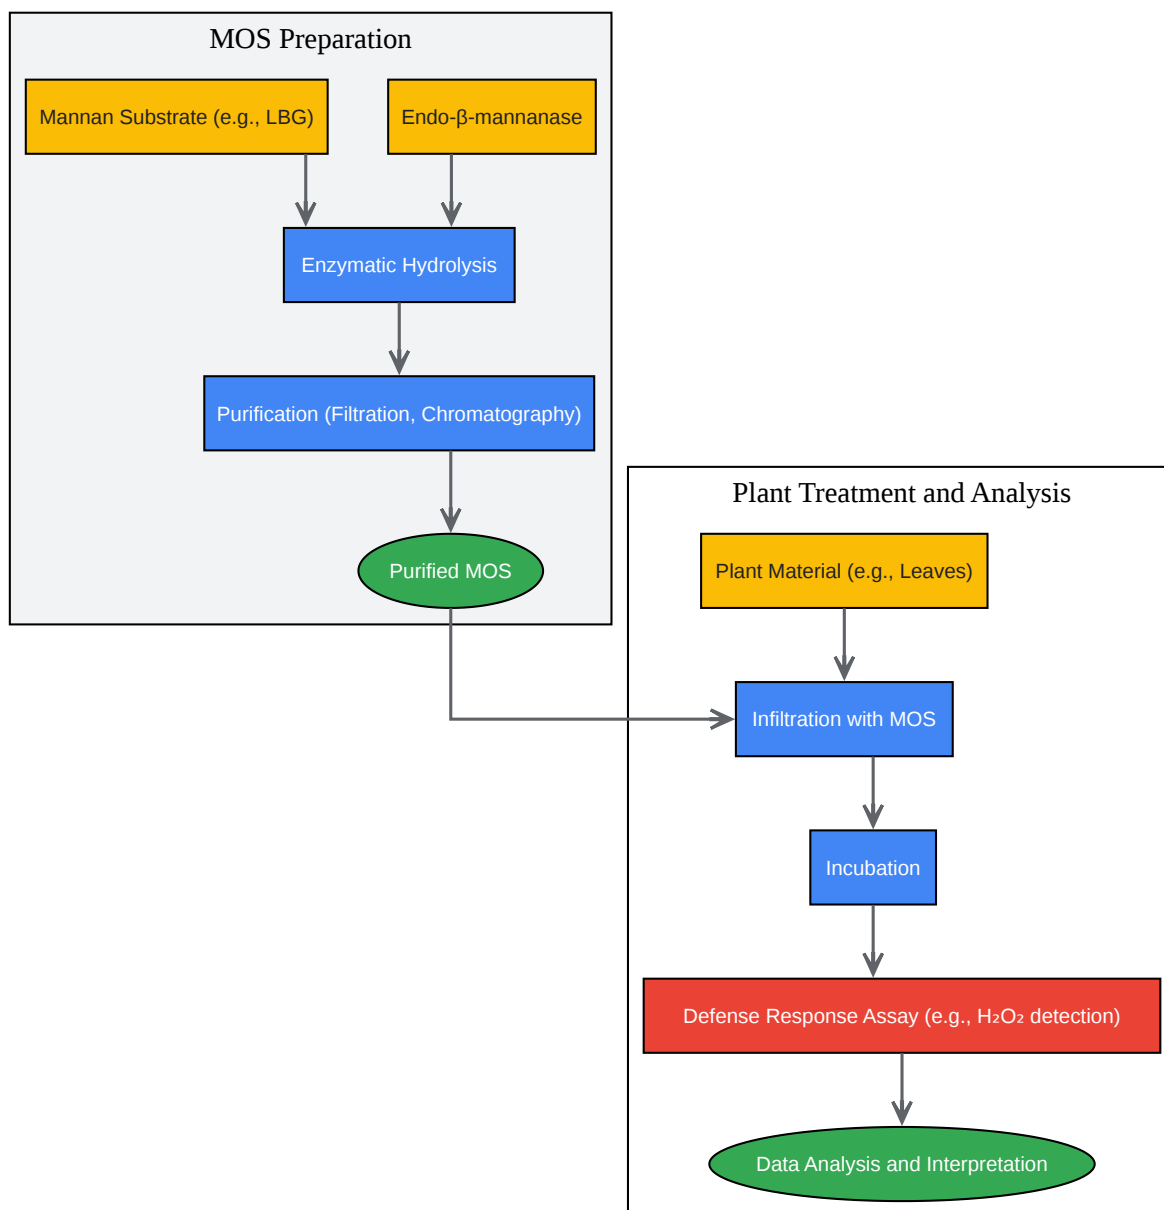 MOS Preparation
Mannan Substrate (e.g., LBG)
Endo-β-mannanase
Enzymatic Hydrolysis
Purification (Filtration, Chromatography)
Purified MOS
Plant Treatment and Analysis
Plant Material (e.g., Leaves)
Infiltration with MOS
Incubation
Defense Response Assay (e.g., H₂O₂ detection)
Data Analysis and Interpretation